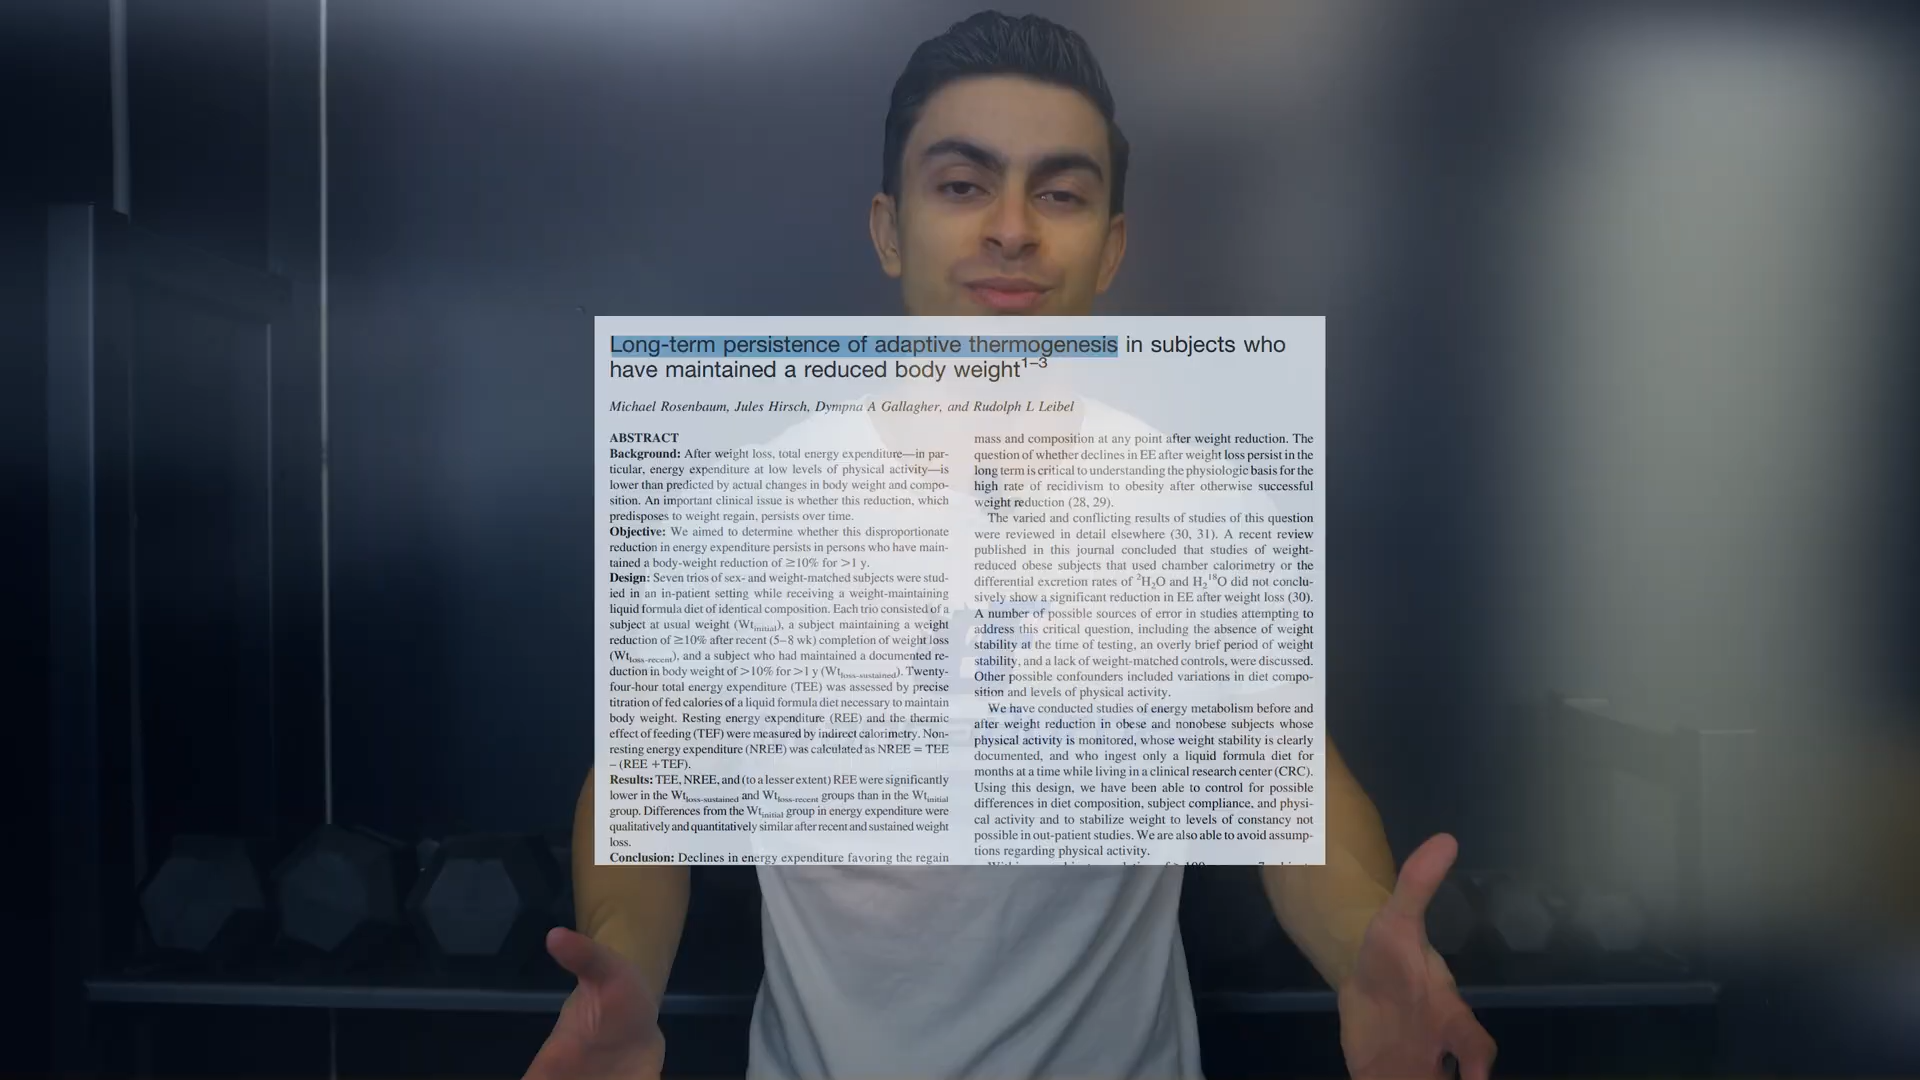 Long-term persistence of adaptive thermogenesis in subjects who
have maintained a reduced body weight1–3
Michael Rosenbaum, Jules Hirsch, Dympna A Gallagher, and Rudolph L Leibel
ABSTRACT
Background: After weight loss, total energy expenditure—in par-
ticular, energy expenditure at low levels of physical activity—is
lower than predicted by actual changes in body weight and compo-
sition. An important clinical issue is whether this reduction, which
predisposes to weight regain, persists over time.
Objective: We aimed to determine whether this disproportionate
reduction in energy expenditure persists in persons who have main-
tained a body-weight reduction of ≥10% for >1 y.
Design: Seven trios of sex- and weight-matched subjects were stud-
ied in an in-patient setting while receiving a weight-maintaining
liquid formula diet of identical composition. Each trio consisted of a
subject at usual weight (Wtinitial), a subject maintaining a weight
reduction of ≥10% after recent (5–8 wk) completion of weight loss
(Wtloss-recent), and a subject who had maintained a documented re-
duction in body weight of >10% for >1 y (Wtloss-sustained). Twenty-
four-hour total energy expenditure (TEE) was assessed by precise
titration of fed calories of a liquid formula diet necessary to maintain
body weight. Resting energy expenditure (REE) and the thermic
effect of feeding (TEF) were measured by indirect calorimetry. Non-
resting energy expenditure (NREE) was calculated as NREE = TEE
– (REE +TEF).
Results: TEE, NREE, and (to a lesser extent) REE were significantly
lower in the Wtloss-sustained and Wtloss-recent groups than in the Wtinitial
group. Differences from the Wtinitial group in energy expenditure were
qualitatively and quantitatively similar after recent and sustained weight
loss.
Conclusion: Declines in energy expenditure favoring the regain
mass and composition at any point after weight reduction. The
question of whether declines in EE after weight loss persist in the
long term is critical to understanding the physiologic basis for the
high rate of recidivism to obesity after otherwise successful
weight reduction (28, 29).
The varied and conflicting results of studies of this question
were reviewed in detail elsewhere (30, 31). A recent review
published in this journal concluded that studies of weight-
reduced obese subjects that used chamber calorimetry or the
differential excretion rates of 2H2O and H218O did not conclu-
sively show a significant reduction in EE after weight loss (30).
A number of possible sources of error in studies attempting to
address this critical question, including the absence of weight
stability at the time of testing, an overly brief period of weight
stability, and a lack of weight-matched controls, were discussed.
Other possible confounders included variations in diet compo-
sition and levels of physical activity.
We have conducted studies of energy metabolism before and
after weight reduction in obese and nonobese subjects whose
physical activity is monitored, whose weight stability is clearly
documented, and who ingest only a liquid formula diet for
months at a time while living in a clinical research center (CRC).
Using this design, we have been able to control for possible
differences in diet composition, subject compliance, and physi-
cal activity and to stabilize weight to levels of constancy not
possible in out-patient studies. We are also able to avoid assump-
tions regarding physical activity.